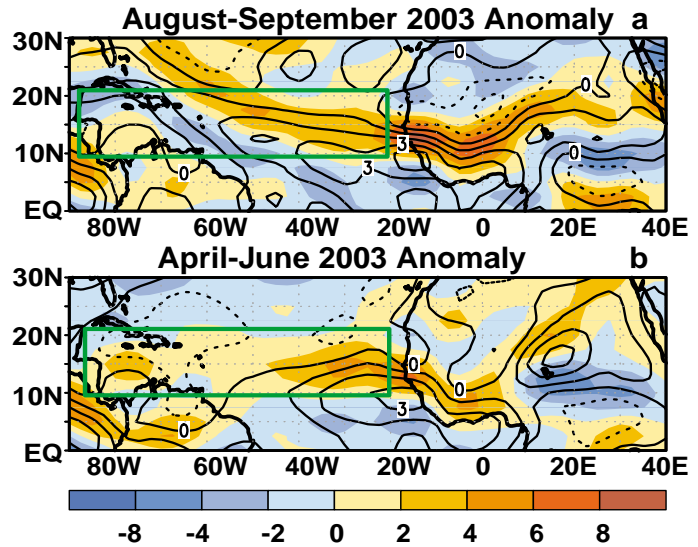 August-September 2003 Anomaly a
30N
20N
10N
EQ
0
0
3
3
0
0
80W 60W 40W 20W 0 20E 40E
April-June 2003 Anomaly b
30N
20N
10N
EQ
0
0
3
0
0
80W 60W 40W 20W 0 20E 40E
-8 -4 -2 0 2 4 6 8